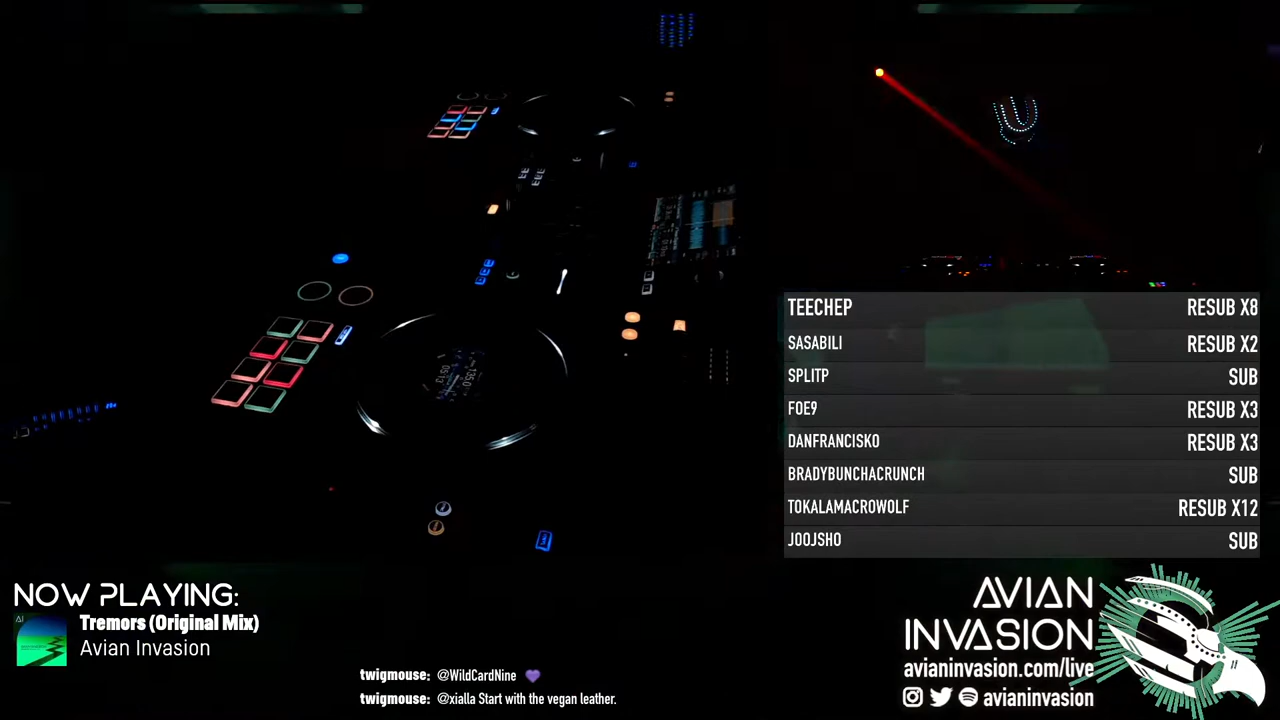 TEECHEP RESUB X8
SASABILI RESUB X2
SPLITP SUB
FOE9 RESUB X3
DANFRANCISKO RESUB X3
BRADYBUNCHACRUNCH SUB
TOKALAMACROWOLF RESUB X12
JOOJSHO SUB
NOW PLAYING:
Tremors (Original Mix)
Avian Invasion
twigmouse: @WildCardNine 💜
twigmouse: @xialla Start with the vegan leather.
AVIAN
INVASION
avianinvasion.com/live
avianinvasion